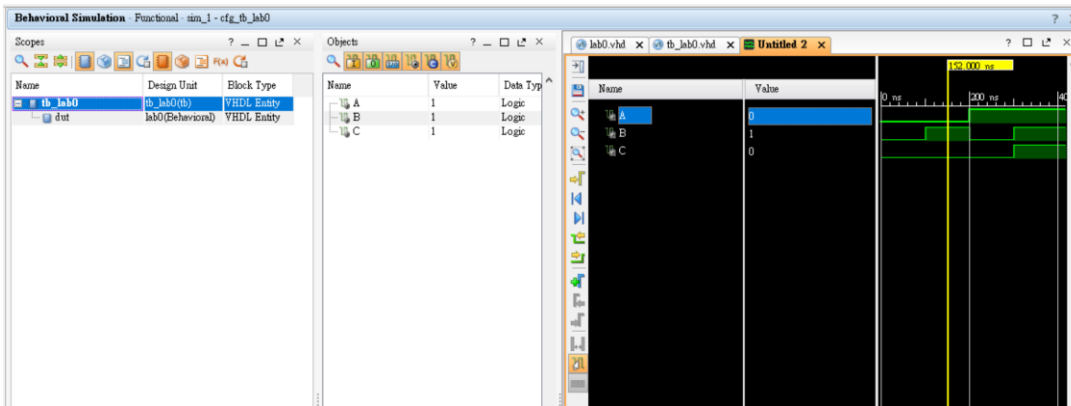 Behavioral Simulation - Functional - sim_1 - cfg_tb_lab0 ?
Scopes ? _ □ ×
F(x)
Name Design Unit Block Type
tb_lab0 tb_lab0(tb) VHDL Entity
dut lab0(Behavioral) VHDL Entity
Objects ? _ □ ×
Name Value Data Typ
A 1 Logic
B 1 Logic
C 1 Logic
lab0.vhd × tb_lab0.vhd × Untitled 2 × ? □ ×
152.000 ns
Name Value
0 ns 200 ns 40
A 0
B 1
C 0